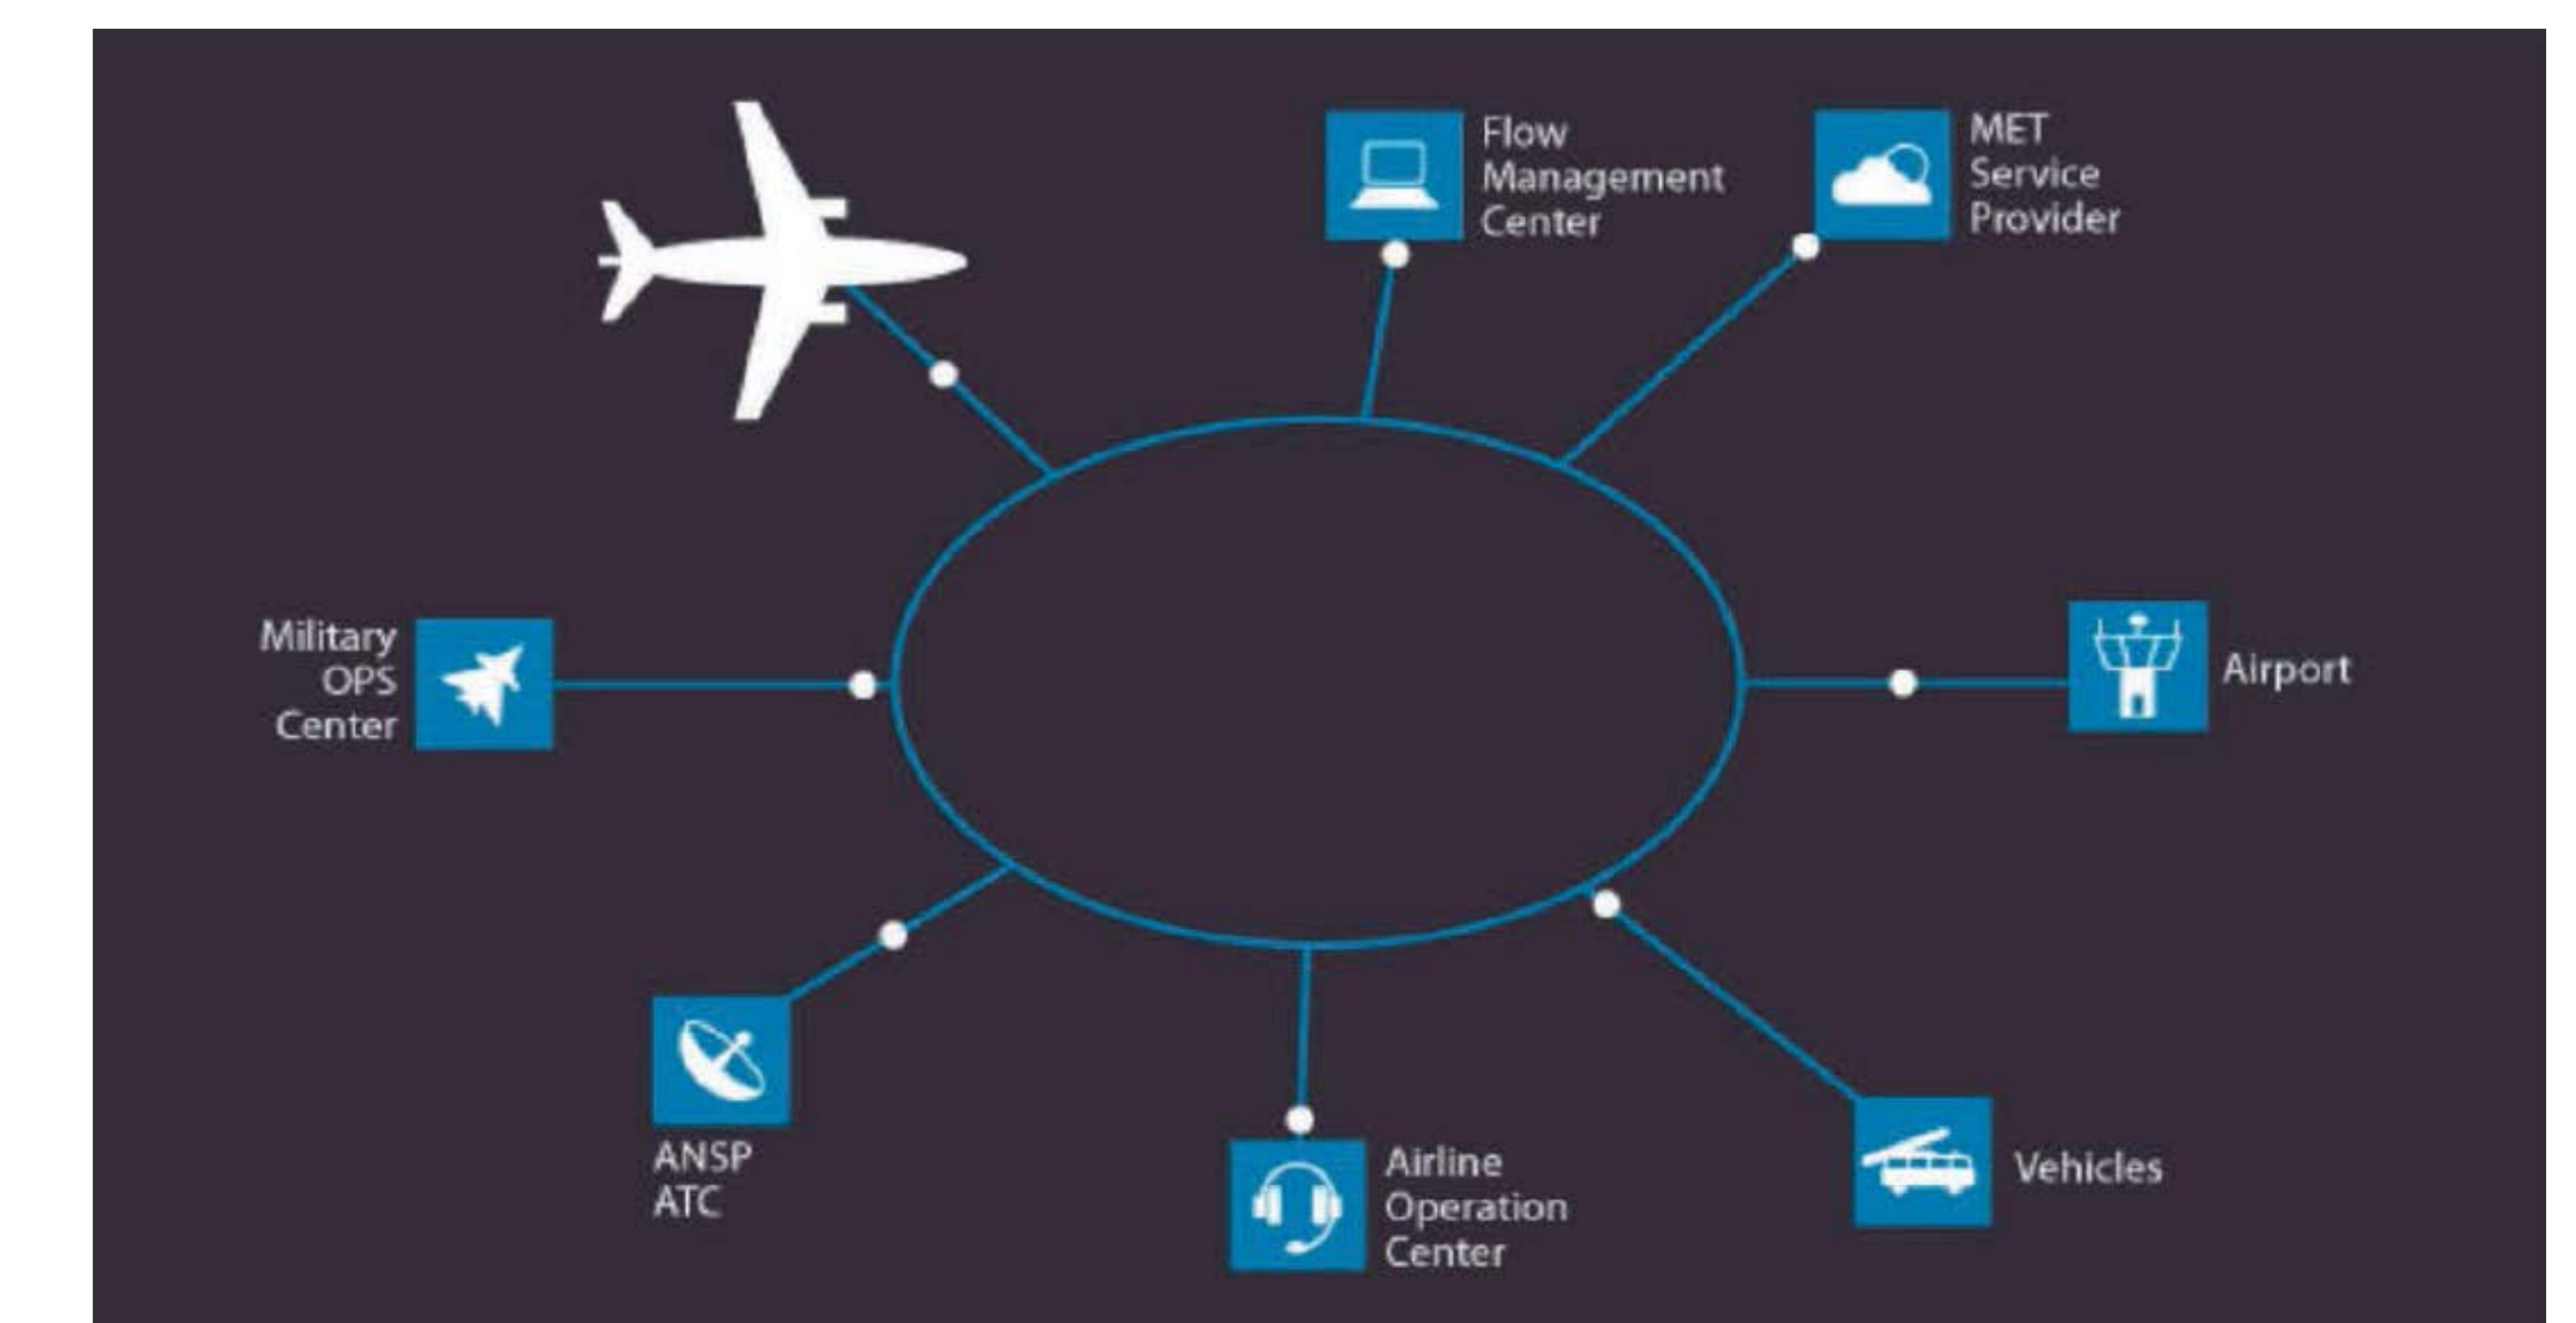 Flow
Management
Center
MET
Service
Provider
Military
OPS
Center
Airport
ANSP
ATC
Airline
Operation
Center
Vehicles